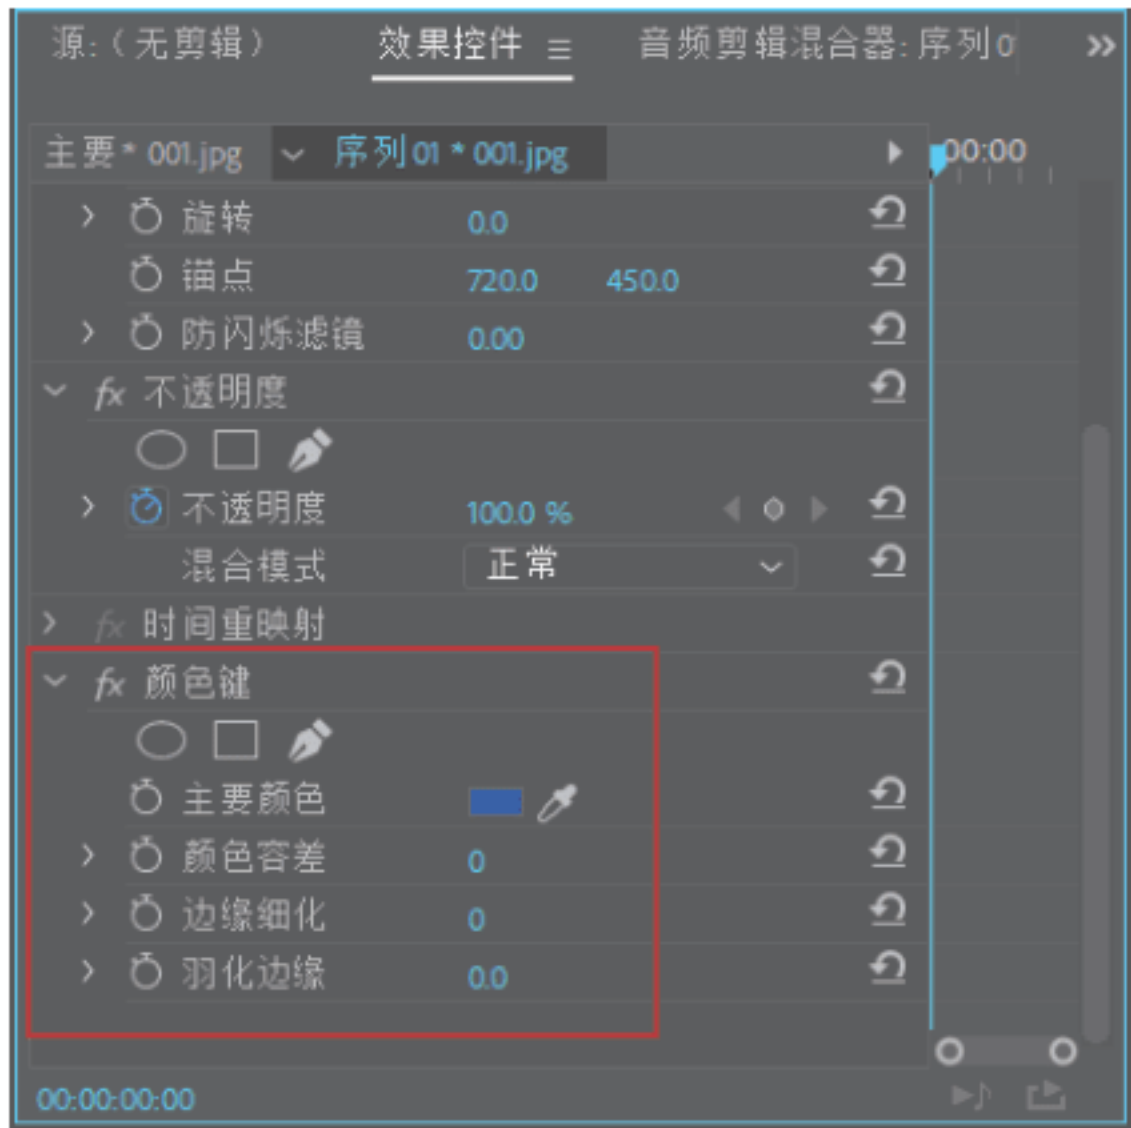 源:（无剪辑） 效果控件 音频剪辑混合器: 序列 0
主要 * 001.jpg 序列 01 * 001.jpg 00:00
旋转 0.0
锚点 720.0 450.0
防闪烁滤镜 0.00
fx 不透明度
不透明度 100.0 %
混合模式 正常
fx 时间重映射
fx 颜色键
主要颜色
颜色容差 0
边缘细化 0
羽化边缘 0.0
00:00:00:00